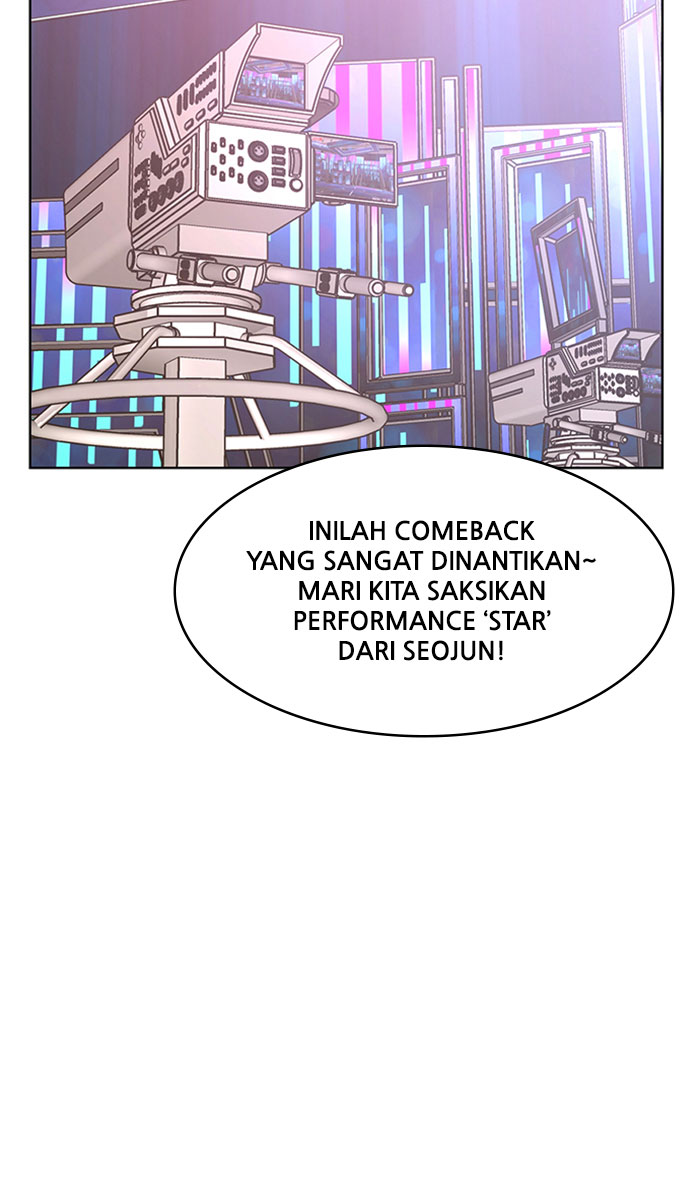 INILAH COMEBACK
YANG SANGAT DINANTIKAN~
MARI KITA SAKSIKAN
PERFORMANCE ‘STAR’
DARI SEOJUN!